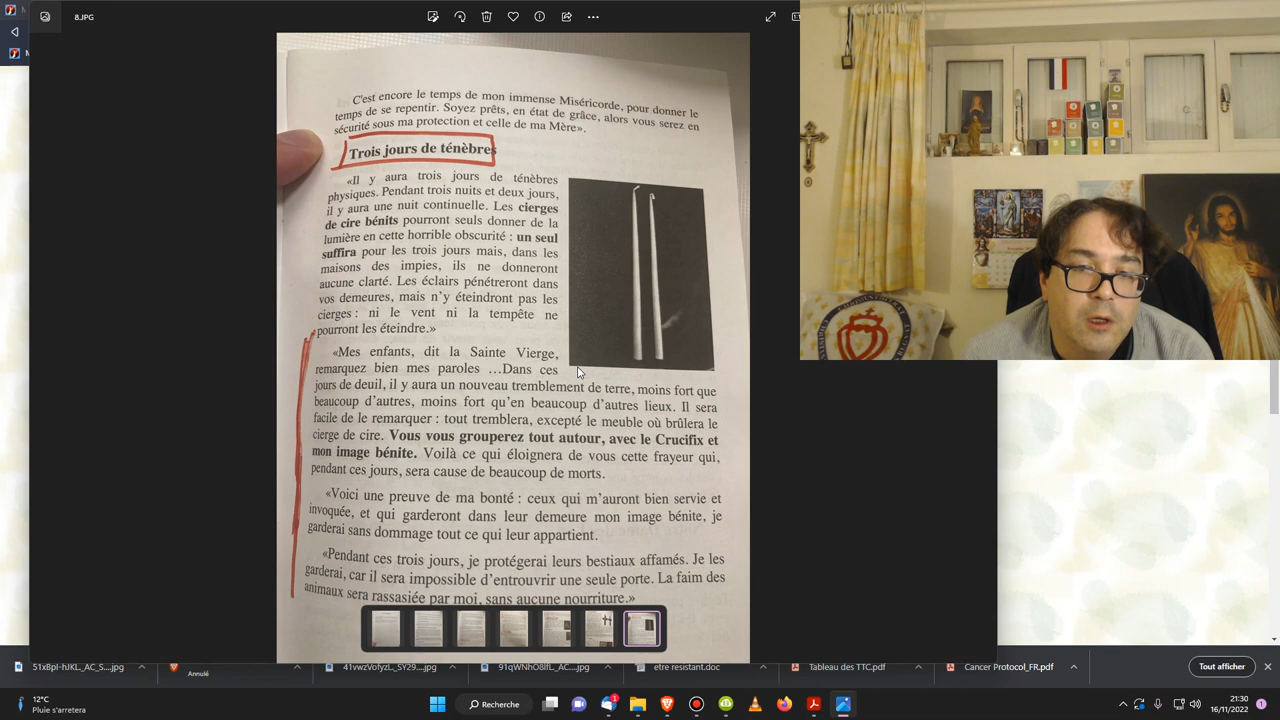 8.JPG
C'est encore le temps de mon immense Miséricorde, pour donner le
temps de se repentir. Soyez prêts, en état de grâce, alors vous serez en
sécurité sous ma protection et celle de ma Mère».
Trois jours de ténèbres
«Il y aura trois jours de ténèbres
physiques. Pendant trois nuits et deux jours,
il y aura une nuit continuelle. Les cierges
de cire bénits pourront seuls donner de la
lumière en cette horrible obscurité : un seul
suffira pour les trois jours mais, dans les
maisons des impies, ils ne donneront
aucune clarté. Les éclairs pénétreront dans
vos demeures, mais n'y éteindront pas les
cierges : ni le vent ni la tempête ne
pourront les éteindre.»
«Mes enfants, dit la Sainte Vierge,
remarquez bien mes paroles …Dans ces
jours de deuil, il y aura un nouveau tremblement de terre, moins fort que
beaucoup d'autres, moins fort qu'en beaucoup d'autres lieux. Il sera
facile de le remarquer : tout tremblera, excepté le meuble où brûlera le
cierge de cire. Vous vous grouperez tout autour, avec le Crucifix et
mon image bénite. Voilà ce qui éloignera de vous cette frayeur qui,
pendant ces jours, sera cause de beaucoup de morts.
«Voici une preuve de ma bonté : ceux qui m'auront bien servie et
invoquée, et qui garderont dans leur demeure mon image bénite, je
garderai sans dommage tout ce qui leur appartient.
«Pendant ces trois jours, je protégerai leurs bestiaux affamés. Je les
garderai, car il sera impossible d'entrouvrir une seule porte. La faim des
animaux sera rassasiée par moi, sans aucune nourriture.»
51xBpI-hJKL._AC_S....jpg
Annulé
41vwzVofyzL._SY29....jpg
91qWNhO8lfL._AC_....jpg
etre resistant.doc
Tableau des TTC.pdf
Cancer Protocol_FR.pdf
Tout afficher
12°C
Pluie s'arretera
Recherche
1
21:30
16/11/2022